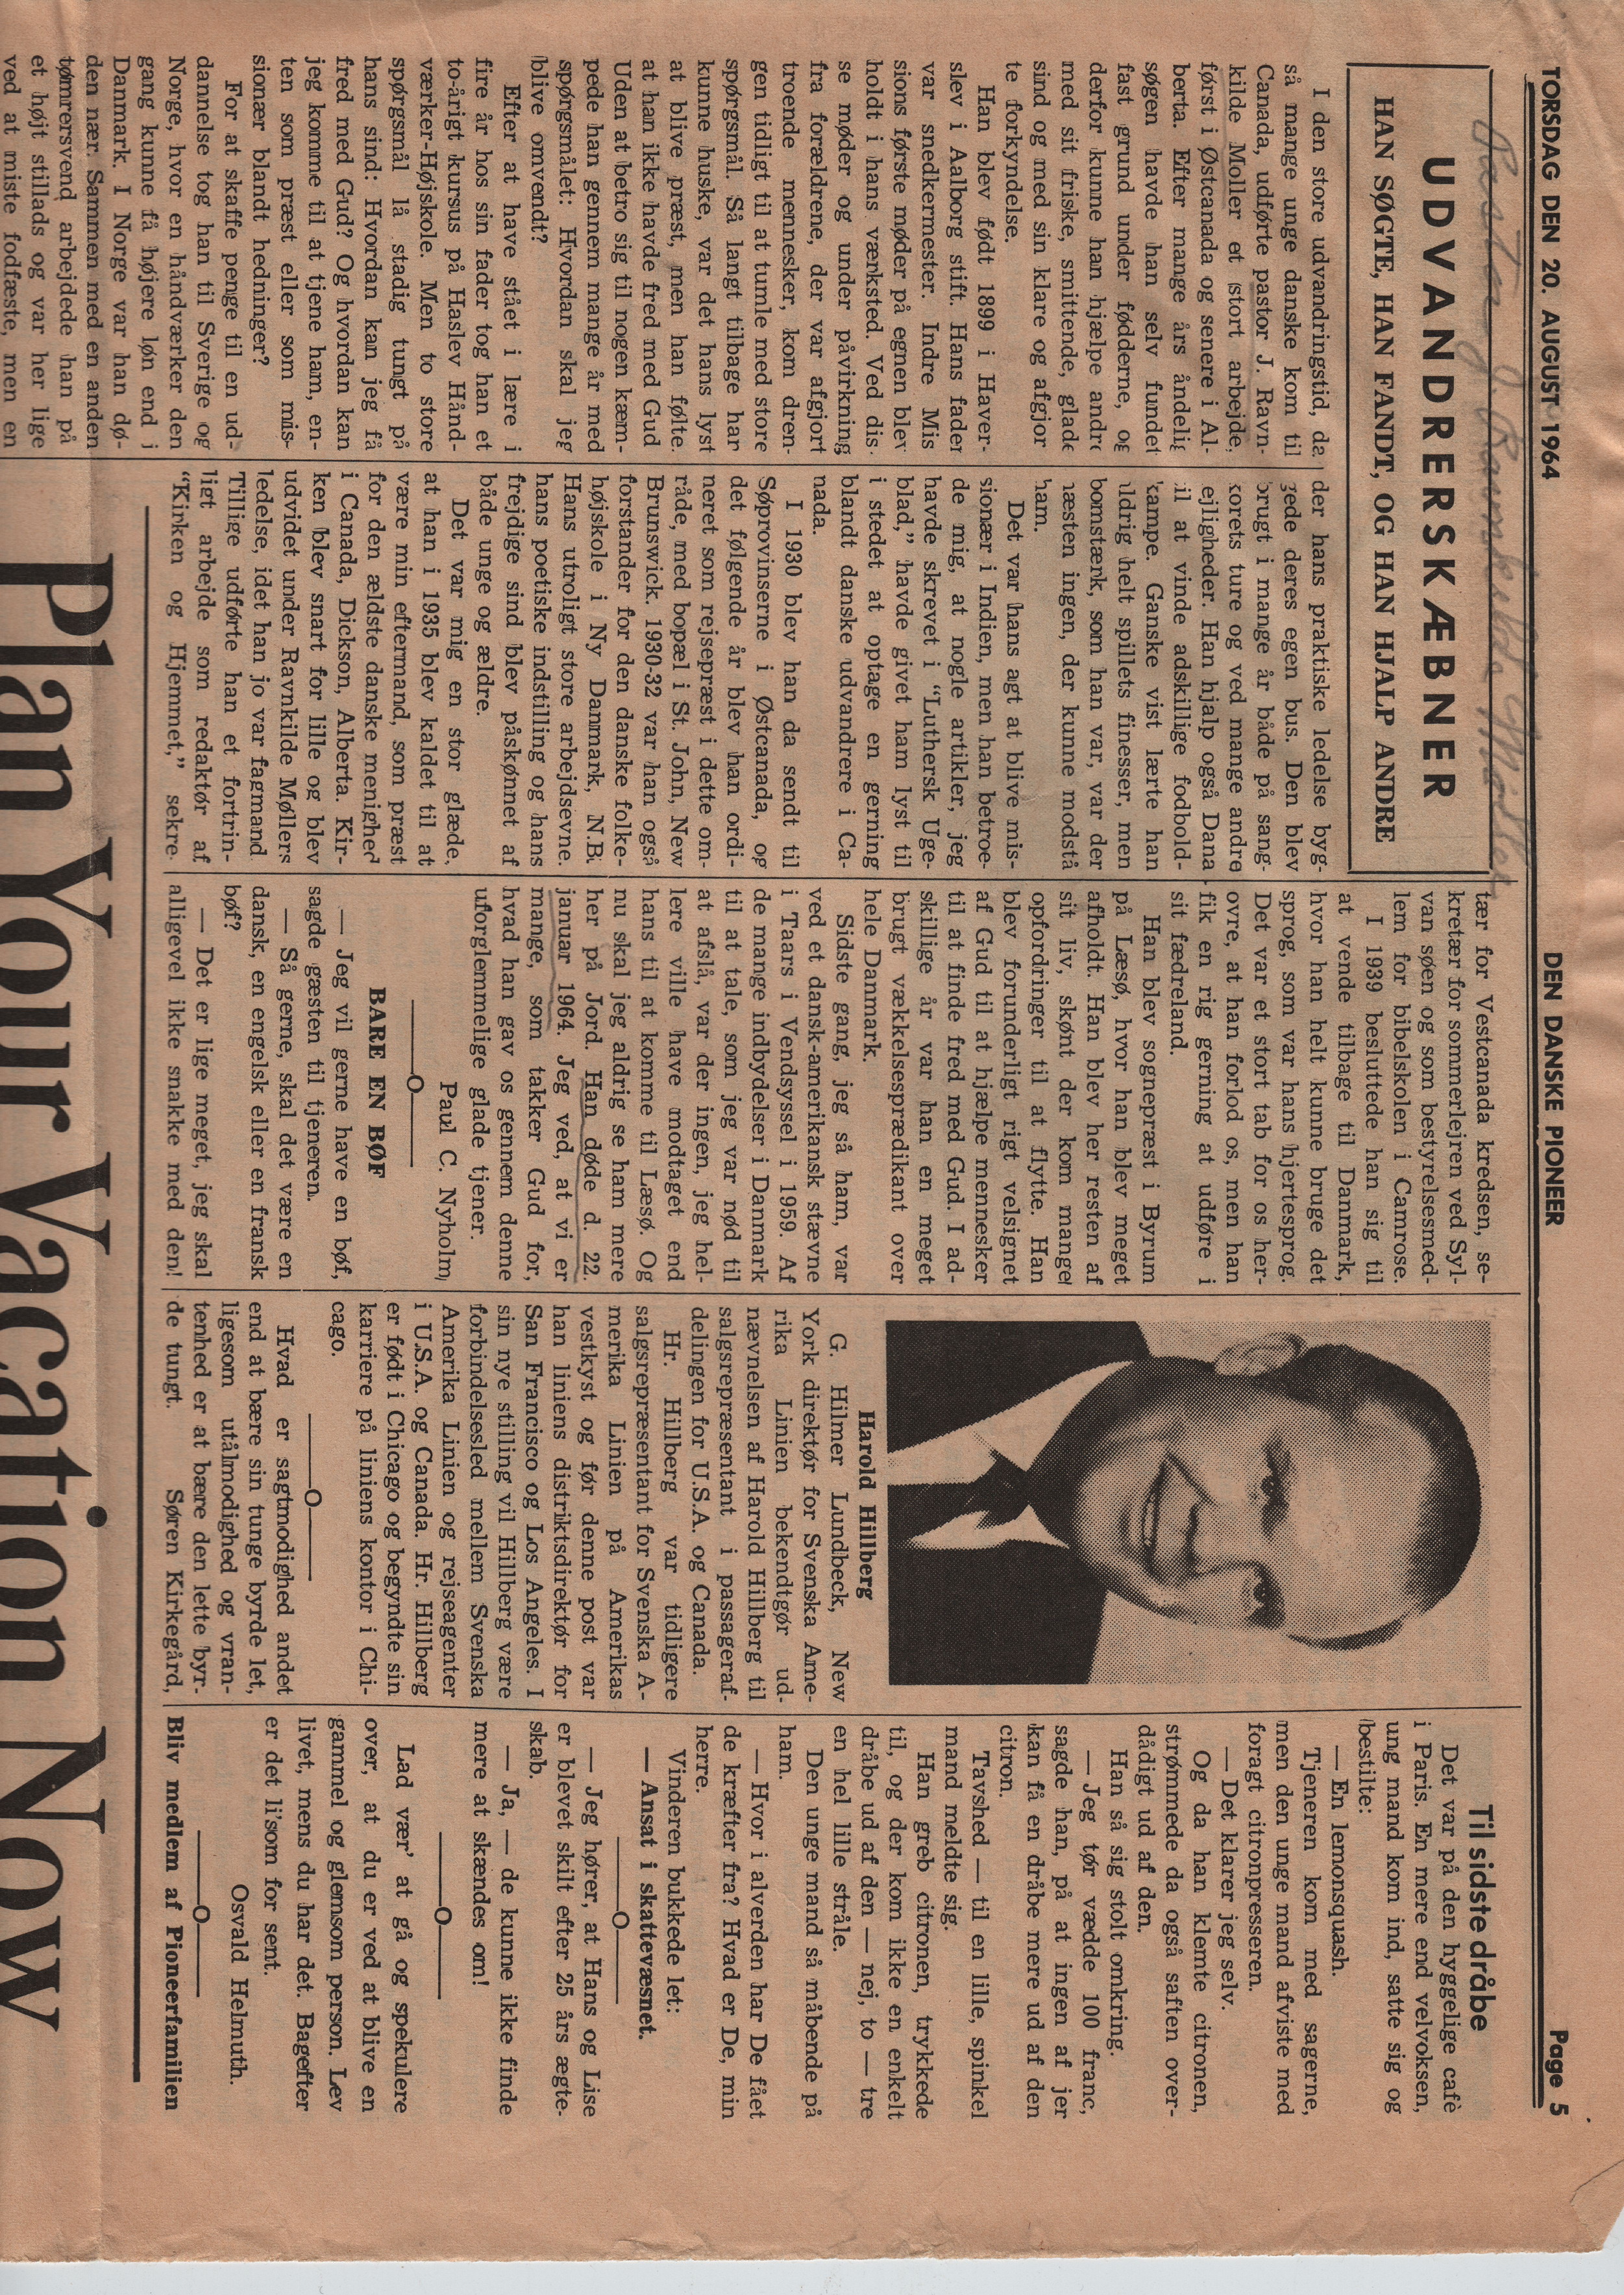 TORSDAG DEN 20. AUGUST 1964
DEN DANSKE PIONEER
Page 5
Pastor J. Ravnkilde Møller
UDVANDRERSKÆBNER
HAN SØGTE, HAN FANDT, OG HAN HJALP ANDRE
I den store udvandringstid, da
så mange unge danske kom til
Canada, udførte pastor J. Ravn-
kilde Moller et stort arbejde,
først i Østcanada og senere i Al-
berta. Efter mange års åndelig
søgen havde han selv fundet
fast grund under fødderne, og
derfor kunne han hjælpe andre
med sit friske, smittende, glade
sind og med sin klare og afgjor
te forkyndelse.
Han blev født 1899 i Haver-
slev i Aalborg stift. Hans fader
var snedkermester. Indre Mis
sions første møder på egnen blev
holdt i hans værksted. Ved dis-
se møder og under påvirkning
fra forældrene, der var afgjort
troende mennesker, kom dren-
gen tidligt til at tumle med store
spørgsmål. Så langt tilbage har
kunne huske, var det hans lyst
at blive præst, men han følte.
at han ikke havde fred med Gud
Uden at betro sig til nogen kæm-
pede han gennem mange år med
spørgsmålet: Hvordan skal jeg
blive omvendt?
Efter at have stået i lære i
fire år hos sin fader tog han et
to-årigt kursus på Haslev Hånd-
værker-Højskole. Men to store
spørgsmål lå stadig tungt på
hans sind: Hvordan kan jeg få
fred med Gud? Og hvordan kan
jeg komme til at tjene ham, en-
ten som præst eller som mis-
sionær blandt hedninger?
For at skaffe penge til en ud-
dannelse tog han til Sverige og
Norge, hvor en håndværker den
gang kunne få højere løn end i
Danmark. I Norge var han dø-
den nær. Sammen med en anden
tømrersvend arbejdede han på
et højt stillads og var her lige
ved at miste fodfæste, men en
der hans praktiske ledelse byg-
gede deres egen bus. Den blev
brugt i mange år både på sang-
korets ture og ved mange andre
ejligheder. Han hjalp også Dana
il at vinde adskillige fodbold-
kampe. Ganske vist lærte han
ldrig helt spillets finesser, men
bomstærk, som han var, var der
næsten ingen, der kunne modstå
ham.
Det var hans agt at blive mis-
sionær i Indien, men han betroe-
de mig, at nogle artikler, jeg
havde skrevet i "Luthersk Uge-
blad," havde givet ham lyst til
i stedet at optage en gerning
blandt danske udvandrere i Ca-
nada.
I 1930 blev han da sendt til
Søprovinserne i Østcanada, og
det følgende år blev han ordi-
neret som rejsepræst i dette om-
råde, med bopæl i St. John, New
Brunswick. 1930-32 var han også
forstander for den danske folke-
højskole i Ny Danmark, N.B.
Hans utroligt store arbejdsevne.
hans poetiske indstilling og hans
frejdige sind blev påskønnet af
både unge og ældre.
Det var mig en stor glæde,
at han i 1935 blev kaldet til at
være min eftermand, som præst
for den ældste danske menighed
i Canada, Dickson, Alberta. Kir-
ken blev snart for lille og blev
udvidet under Ravnkilde Møllers
ledelse, idet han jo var fagmand
Tillige udførte han et fortrin-
ligt arbejde som redaktør af
"Kirken og Hjemmet," sekre-
tær for Vestcanada kredsen, se-
kretær for sommerlejren ved Syl-
van søen og som bestyrelsesmed-
lem for bibelskolen i Camrose.
I 1939 besluttede han sig til
at vende tilbage til Danmark,
hvor han helt kunne bruge det
sprog, som var hans hjertesprog.
Det var et stort tab for os her-
ovre, at han forlod os, men han
fik en rig gerning at udføre i
sit fædreland.
Han blev sognepræst i Byrum
på Læsø, hvor han blev meget
afholdt. Han blev her resten af
sit liv, skønt der kom mange
opfordringer til at flytte. Han
blev forunderligt rigt velsignet
af Gud til at hjælpe mennesker
til at finde fred med Gud. I ad-
skillige år var han en meget
brugt vækkelsesprædikant over
hele Danmark.
Sidste gang, jeg så ham, var
ved et dansk-amerikansk stævne
i Taars i Vendsyssel i 1959. Af
de mange indbydelser i Danmark
til at tale, som jeg var nød til
at afslå, var der ingen, jeg hel-
lere ville have modtaget end
hans til at komme til Læsø. Og
nu skal jeg aldrig se ham mere
her på Jord. Han døde d. 22.
januar 1964. Jeg ved, at vi er
mange, som takker Gud for,
hvad han gav os gennem denne
uforglemmelige glade tjener.
Paul C. Nyholm,
BARE EN BØF
— Jeg vil gerne have en bøf,
sagde gæsten til tjeneren.
— Så gerne, skal det være en
dansk, en engelsk eller en fransk
bøf?
— Det er lige meget, jeg skal
alligevel ikke snakke med den!
Harold Hillberg
G. Hilmer Lundbeck, New
York direktør for Svenska Ame-
rika Linien bekendtgør ud-
nævnelsen af Harold Hillberg til
salgsrepræsentant i passageraf-
delingen for U.S.A. og Canada.
Hr. Hillberg var tidligere
salgsrepræsentant for Svenska A-
merika Linien på Amerikas
vestkyst og før denne post var
han liniens distriktsdirektør for
San Francisco og Los Angeles. I
sin nye stilling vil Hillberg være
forbindelsesled mellem Svenska
Amerika Linien og rejseagenter
i U.S.A. og Canada. Hr. Hillberg
er født i Chicago og begyndte sin
karriere på liniens kontor i Chi-
cago.
Hvad er sagtmodighed andet
end at bære sin tunge byrde let,
ligesom utålmodighed og vran-
tenhed er at bære den lette byr-
de tungt.
Søren Kirkegård,
Til sidste dråbe
Det var på den hyggelige cafè
i Paris. En mere end velvoksen,
ung mand kom ind, satte sig og
bestilte:
— En lemonsquash.
Tjeneren kom med sagerne,
men den unge mand afviste med
foragt citronpresseren.
— Det klarer jeg selv.
Og da han klemte citronen,
strømmede da også saften over-
dådigt ud af den.
Han så sig stolt omkring.
— Jeg tør vædde 100 franc,
sagde han, på at ingen af jer
kan få en dråbe mere ud af den
citron.
Tavshed — til en lille, spinkel
mand meldte sig.
Han greb citronen, trykkede
til, og der kom ikke en enkelt
dråbe ud af den — nej, to — tre
en hel lille stråle.
Den unge mand så måbende på
ham.
— Hvor i alverden har De fået
de kræfter fra? Hvad er De, min
herre.
Vinderen bukkede let:
— Ansat i skattevæsnet.
— Jeg hører, at Hans og Lise
er blevet skilt efter 25 års ægte-
skab.
— Ja, — de kunne ikke finde
mere at skændes om!
Lad vær' at gå og spekulere
over, at du er ved at blive en
gammel og glemsom person. Lev
livet, mens du har det. Bagefter
er det li'som for sent.
Osvald Helmuth.
Bliv medlem af Pioneerfamilien
Plan Your Vacation Now